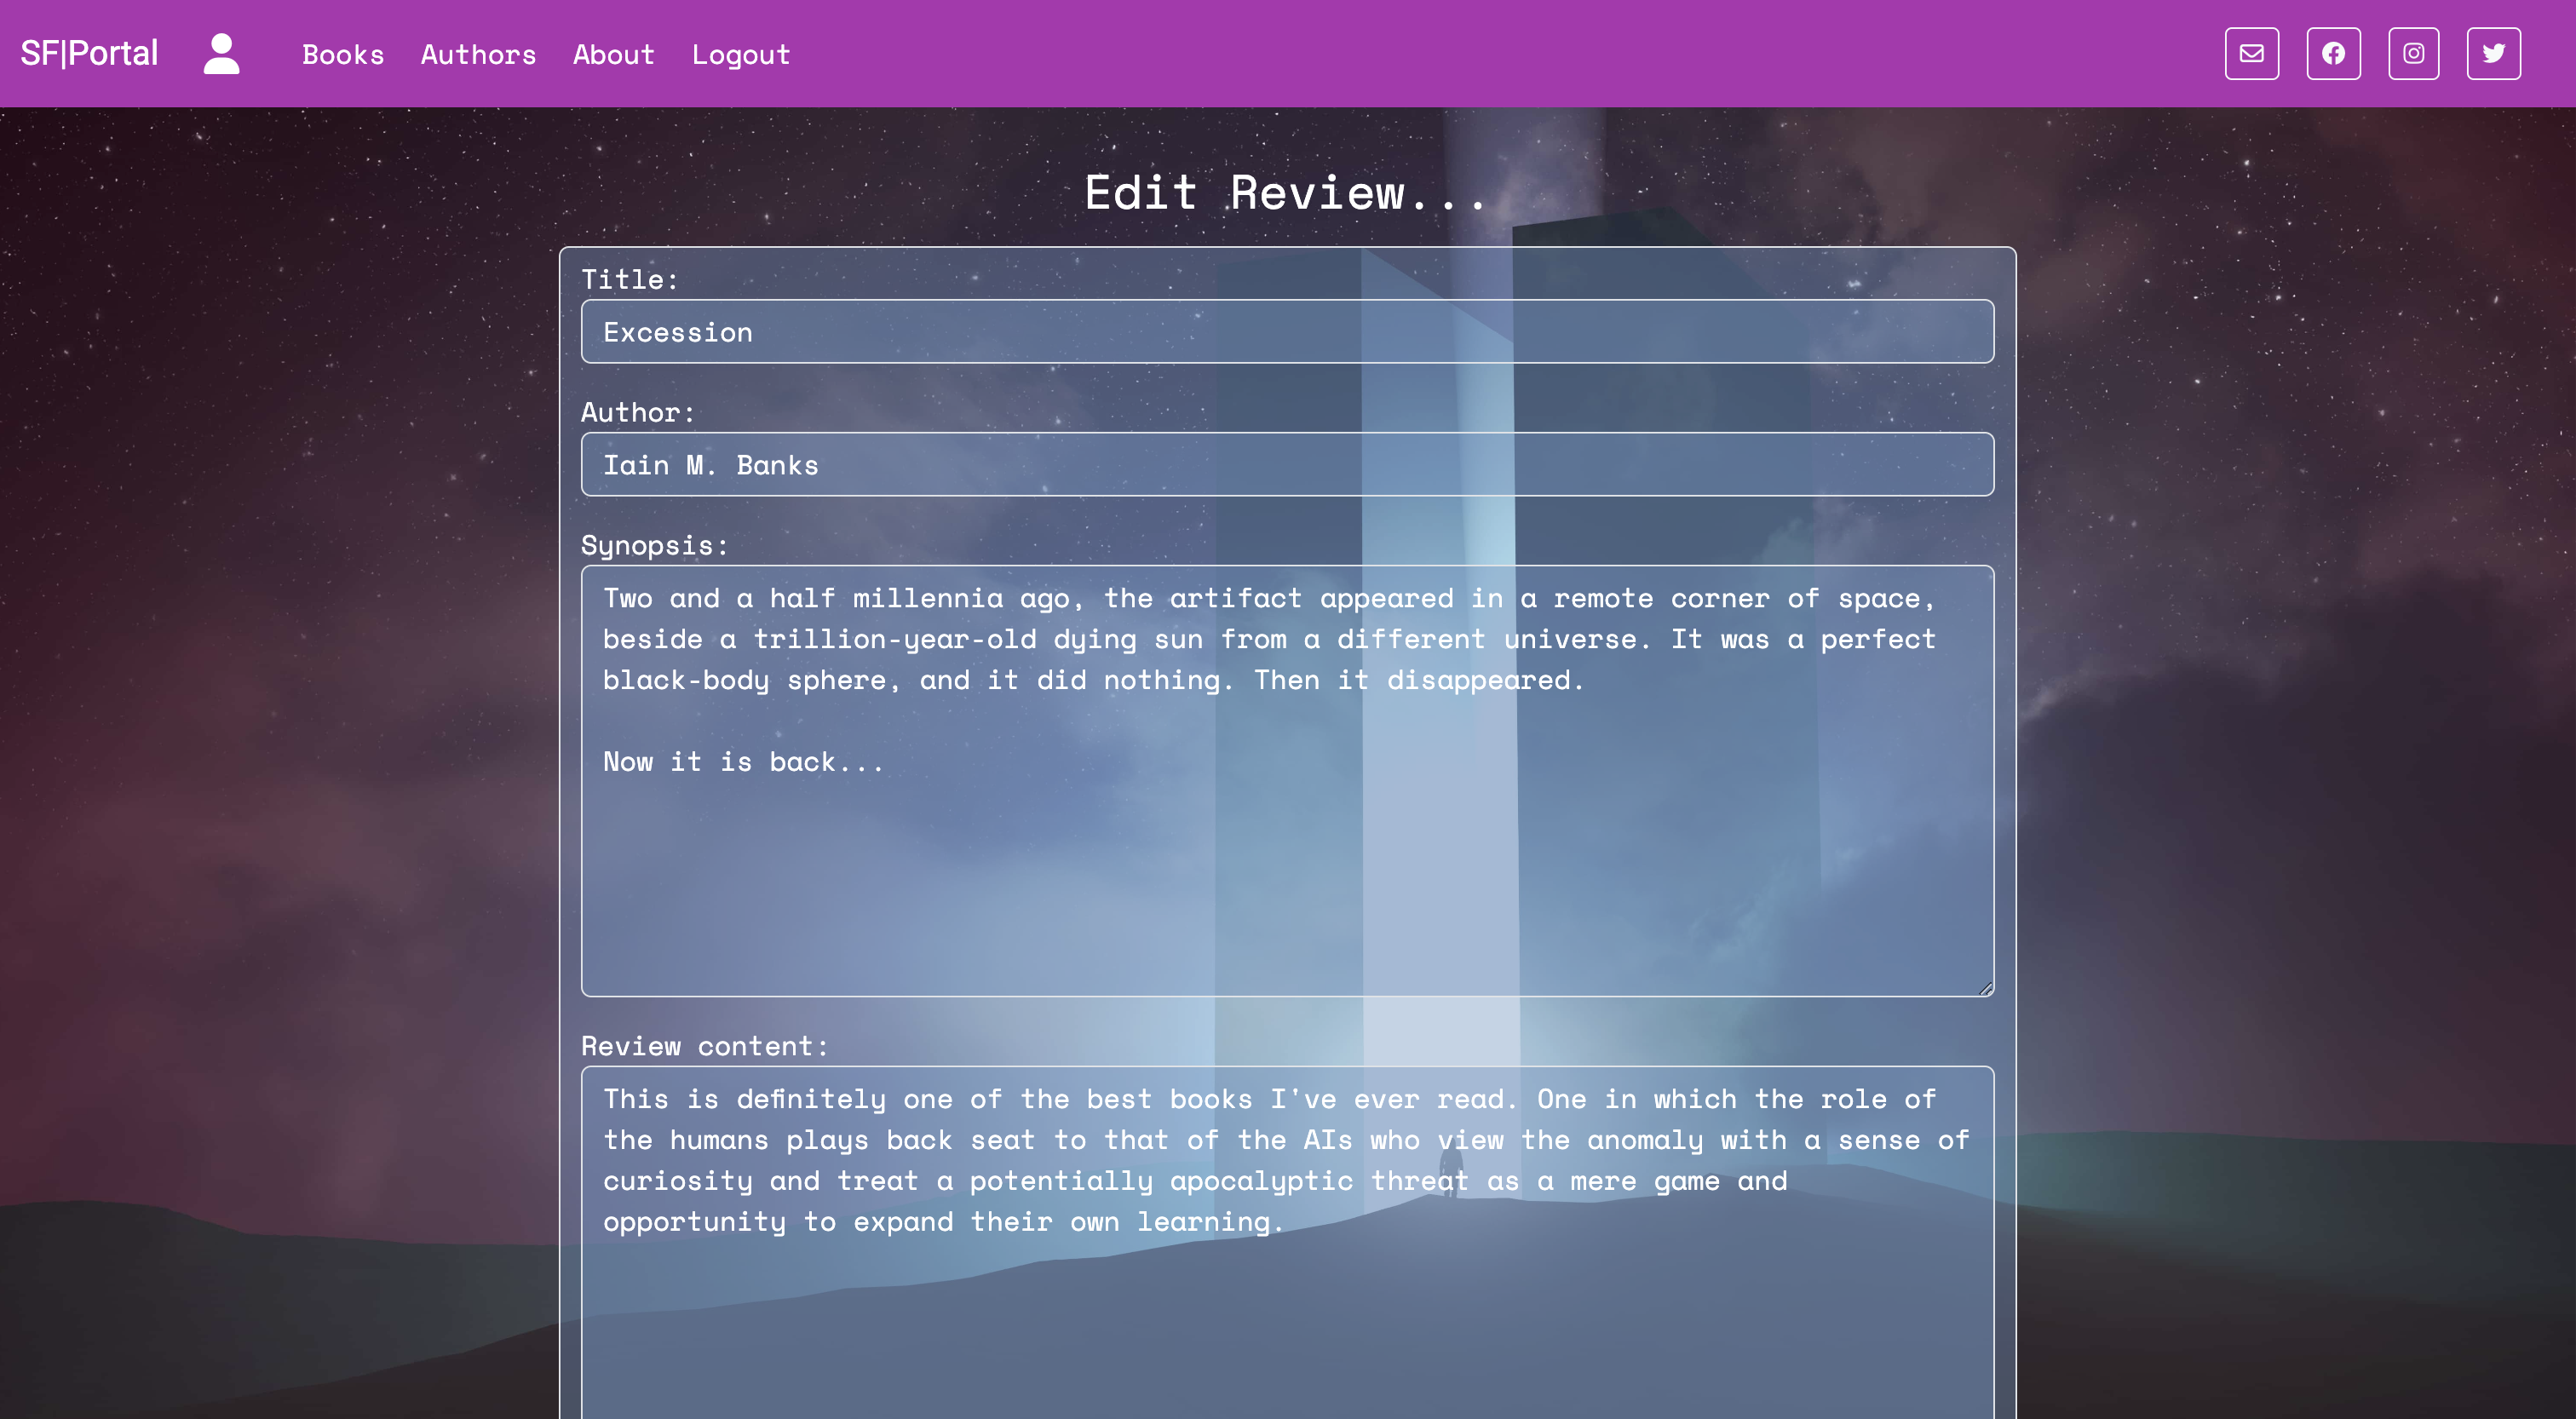 SF|Portal Books Authors About Logout
Edit Review...
Title:
Excession
Author:
Iain M. Banks
Synopsis:
Two and a half millennia ago, the artifact appeared in a remote corner of space,
beside a trillion-year-old dying sun from a different universe. It was a perfect
black-body sphere, and it did nothing. Then it disappeared.
Now it is back...
Review content:
This is definitely one of the best books I've ever read. One in which the role of
the humans plays back seat to that of the AIs who view the anomaly with a sense of
curiosity and treat a potentially apocalyptic threat as a mere game and
opportunity to expand their own learning.